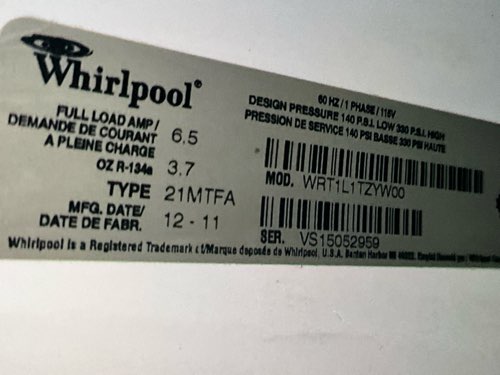 Whirlpool®
FULL LOAD AMP/
DEMANDE DE COURANT 6.5
A PLEINE CHARGE
OZ R-134a 3.7
TYPE 21MTFA
MFG. DATE/
DATE DE FABR. 12-11
60 HZ / 1 PHASE / 115V
DESIGN PRESSURE 140 P.S.I. LOW 330 P.S.I. HIGH
PRESSION DE SERVICE 140 PSI BASSE 330 PSI HAUTE
MOD. WRT1L1TZYW00
SER. VS15052959
Whirlpool is a Registered Trademark of/Marque deposée de Whirlpool, U.S.A. Benton Harbor MI